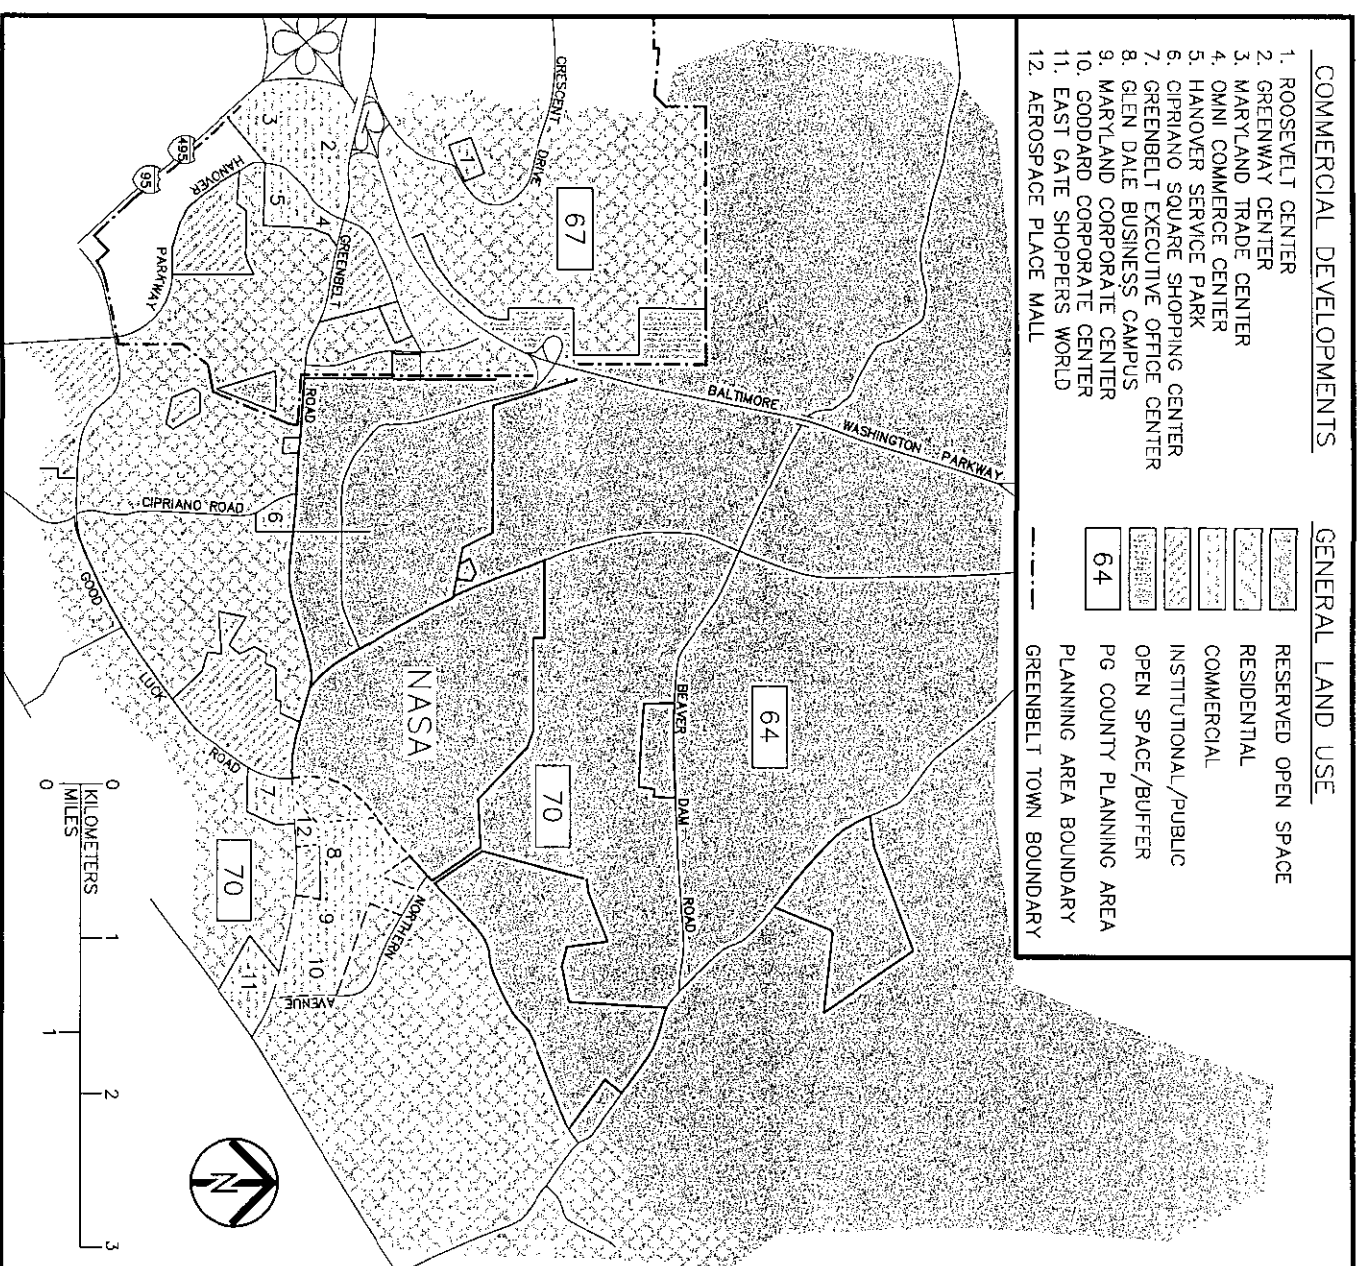 COMMERCIAL DEVELOPMENTS
1. ROOSEVELT CENTER
2. GREENWAY CENTER
3. MARYLAND TRADE CENTER
4. OMNI COMMERCE CENTER
5. HANOVER SERVICE PARK
6. CIPRIANO SQUARE SHOPPING CENTER
7. GREENBELT EXECUTIVE OFFICE CENTER
8. GLEN DALE BUSINESS CAMPUS
9. MARYLAND CORPORATE CENTER
10. GODDARD CORPORATE CENTER
11. EAST GATE SHOPPERS WORLD
12. AEROSPACE PLACE MALL
GENERAL LAND USE
RESERVED OPEN SPACE
RESIDENTIAL
COMMERCIAL
INSTITUTIONAL/PUBLIC
OPEN SPACE/BUFFER
64 PG COUNTY PLANNING AREA
PLANNING AREA BOUNDARY
GREENBELT TOWN BOUNDARY
BALTIMORE WASHINGTON PARKWAY
64
BEAVER DAM ROAD
67
CRESCENT DRIVE
1
70
NASA
NORTHERN AVENUE
2
3
4
5
GREENBELT ROAD
HANOVER PARKWAY
495
95
6
CIPRIANO ROAD
GOOD LUCK ROAD
7
12
8
9
10
11
70
0 1 2 3
KILOMETERS
MILES
0 1
N